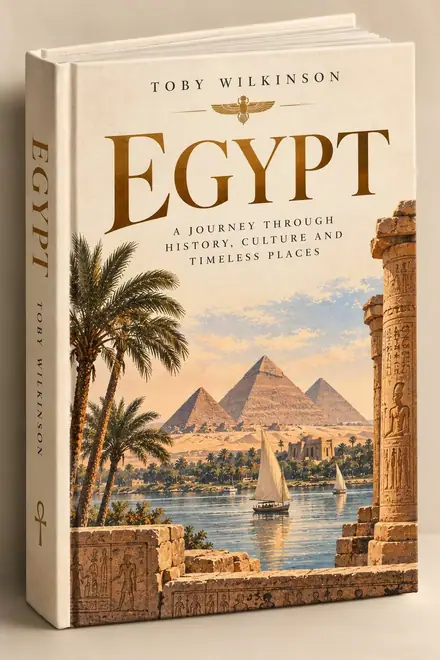 TOBY WILKINSON
EGYPT
A JOURNEY THROUGH
HISTORY, CULTURE AND
TIMELESS PLACES
EGYPT
TOBY WILKINSON